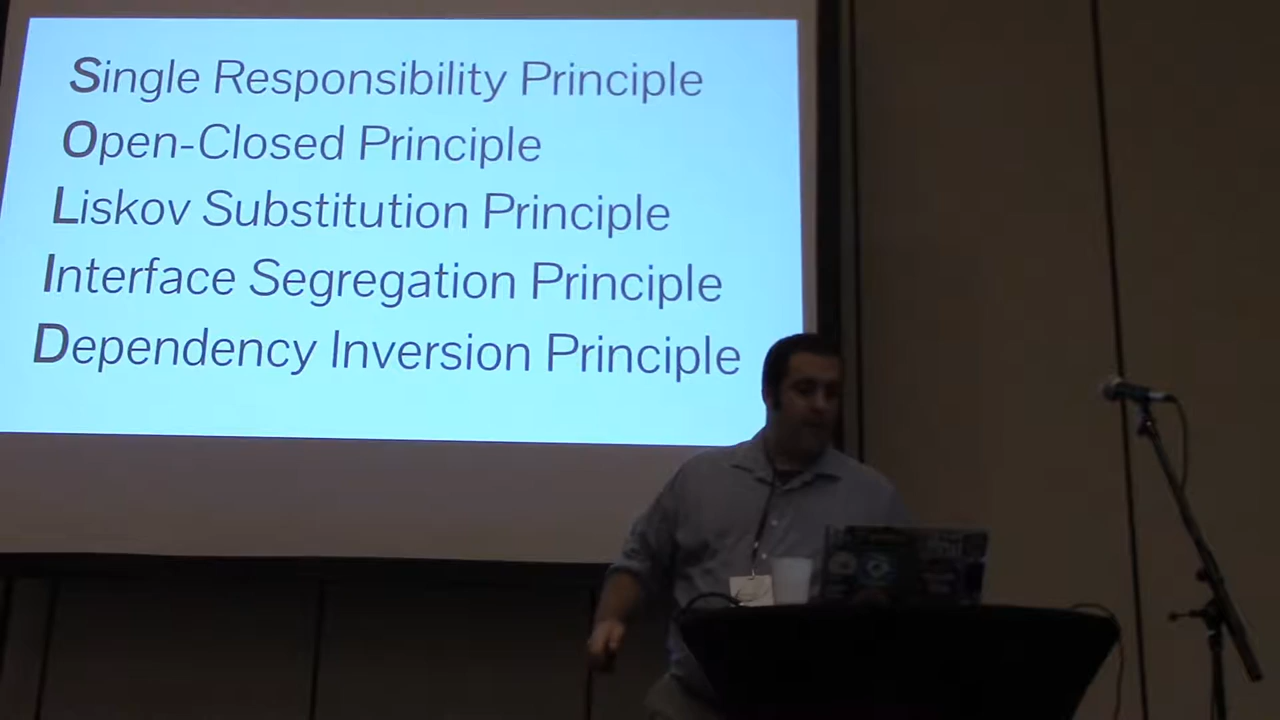 Single Responsibility Principle
Open-Closed Principle
Liskov Substitution Principle
Interface Segregation Principle
Dependency Inversion Principle